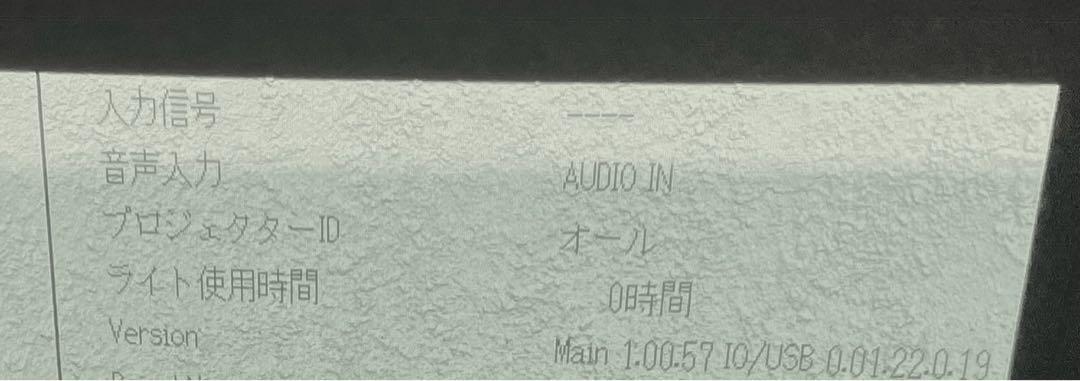 入力信号 ----
音声入力 AUDIO IN
プロジェクターID オール
ライト使用時間 0時間
Version Main 1.00.57 IO/USB 0.01.22.0.19